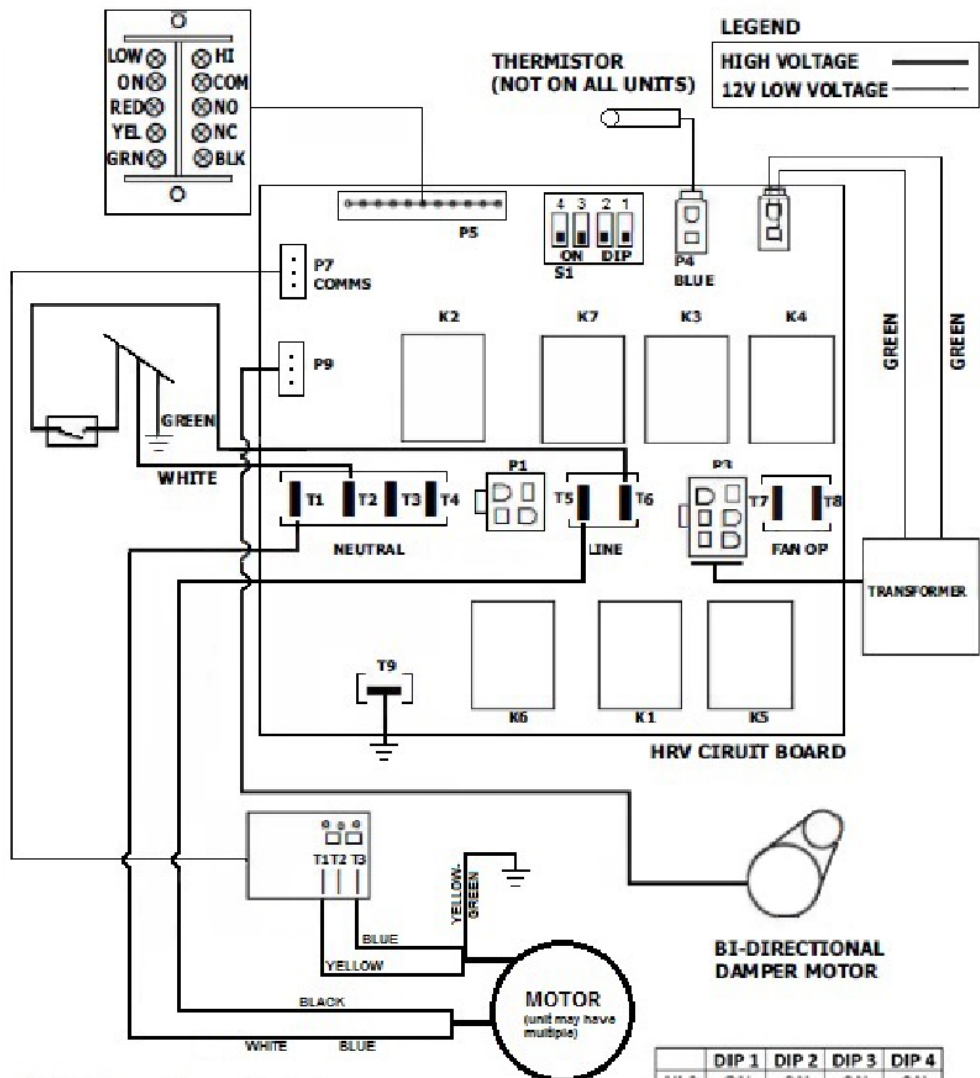 LEGEND
HIGH VOLTAGE
12V LOW VOLTAGE
LOW HI
ON COM
RED NO
YEL NC
GRN BLK
THERMISTOR
(NOT ON ALL UNITS)
P5
4 3 2 1
ON DIP
S1
P4
BLUE
P7
COMMS
K2
K7
K3
K4
GREEN
GREEN
P9
GREEN
WHITE
P1
P3
T1
T2
T3
T4
T5
T6
T7
T8
NEUTRAL
LINE
FAN OP
TRANSFORMER
T9
K6
K1
K5
HRV CIRUIT BOARD
T1 T2 T3
YELLOW-
GREEN
BLUE
YELLOW
BI-DIRECTIONAL
DAMPER MOTOR
BLACK
MOTOR
(unit may have
multiple)
WHITE BLUE
DIP 1 DIP 2 DIP 3 DIP 4